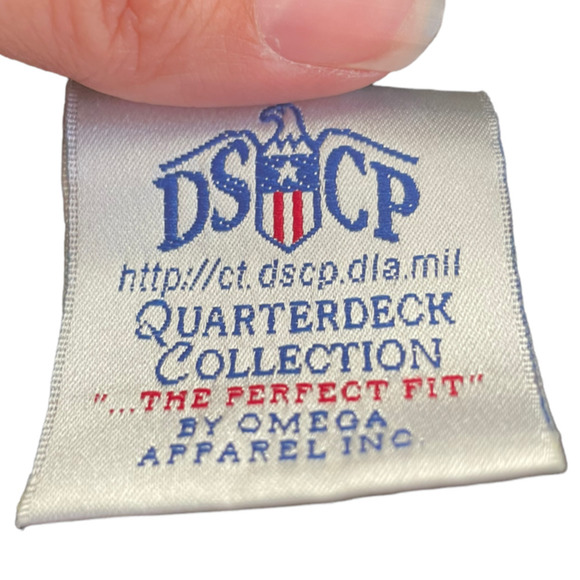 DSCP
http://ct.dscp.dla.mil
QUARTERDECK
COLLECTION
"...THE PERFECT FIT"
BY OMEGA
APPAREL INC.